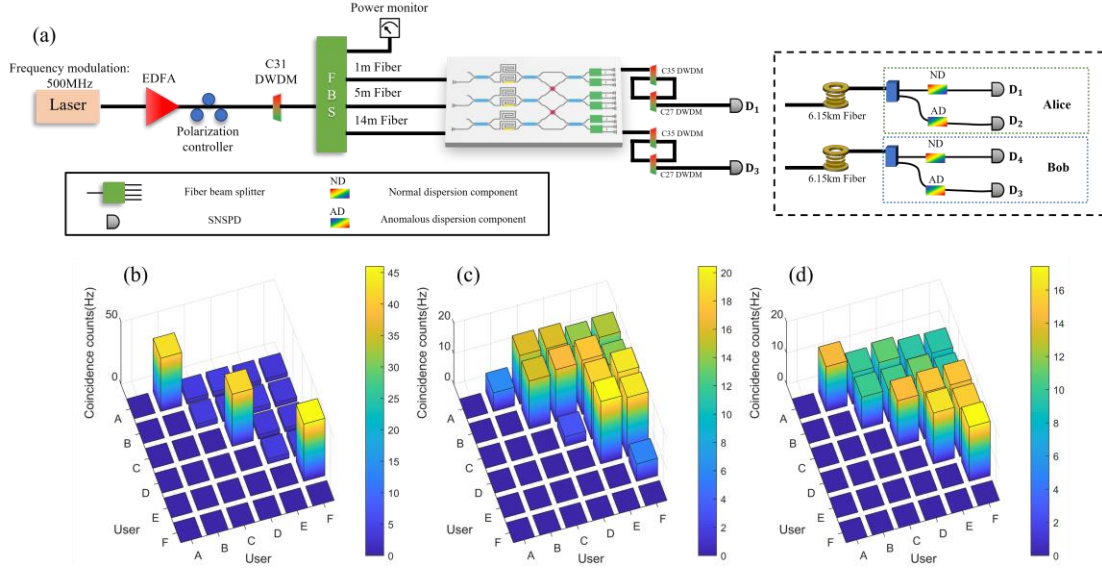 (a)
Power monitor
Frequency modulation:
500MHz
Laser
EDFA
Polarization
controller
C31
DWDM
F
B
S
1m Fiber
5m Fiber
14m Fiber
C35 DWDM
C27 DWDM
D1
C35 DWDM
C27 DWDM
D3
6.15km Fiber
ND
D1
AD
D2
Alice
6.15km Fiber
ND
D4
AD
D3
Bob
Fiber beam splitter
ND
Normal dispersion component
SNSPD
AD
Anomalous dispersion component
(b)
Coincidence counts(Hz)
50
0
A
B
C
D
E
F
User
A
B
C
D
E
F
User
45
40
35
30
25
20
15
10
5
0
(c)
Coincidence counts(Hz)
20
10
0
A
B
C
D
E
F
User
A
B
C
D
E
F
User
20
18
16
14
12
10
8
6
4
2
0
(d)
Coincidence counts(Hz)
20
10
0
A
B
C
D
E
F
User
A
B
C
D
E
F
User
16
14
12
10
8
6
4
2
0